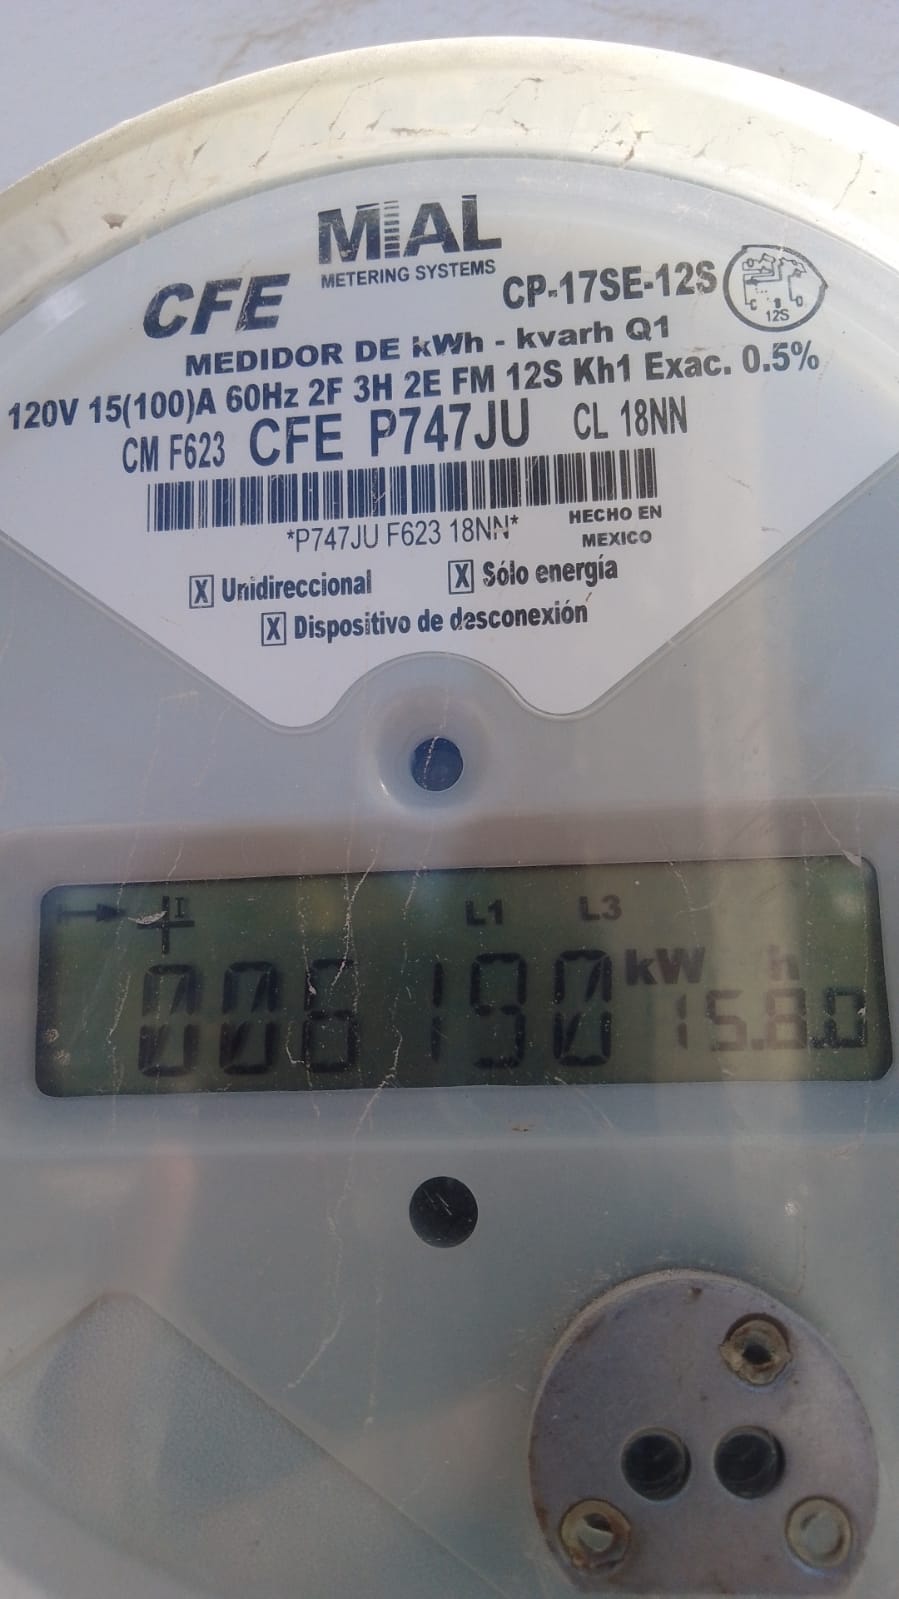 MIAL
METERING SYSTEMS
CFE
CP-17SE-12S
12S
MEDIDOR DE kWh - kvarh Q1
120V 15(100)A 60Hz 2F 3H 2E FM 12S Kh1 Exac. 0.5%
CM F623 CFE P747JU CL 18NN
*P747JU F623 18NN*
HECHO EN
MEXICO
X Unidireccional X Sólo energía
X Dispositivo de desconexión
L1 L3
006190 kW h
15.8.0